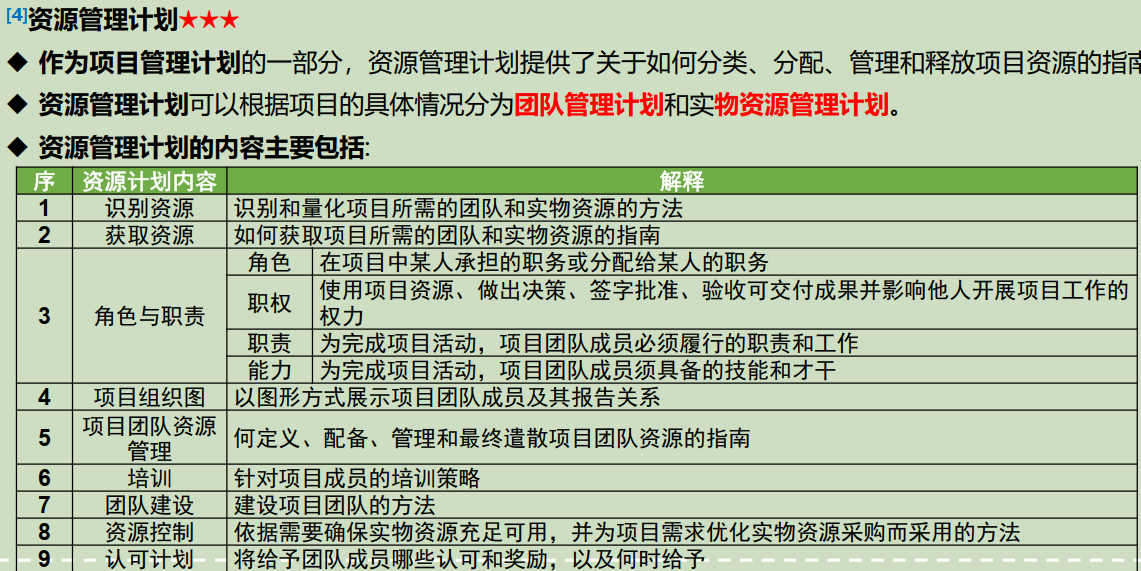 [4]资源管理计划★★★
◆ 作为项目管理计划的一部分，资源管理计划提供了关于如何分类、分配、管理和释放项目资源的指南
◆ 资源管理计划可以根据项目的具体情况分为团队管理计划和实物资源管理计划。
◆ 资源管理计划的内容主要包括:
序 资源计划内容 解释
1 识别资源 识别和量化项目所需的团队和实物资源的方法
2 获取资源 如何获取项目所需的团队和实物资源的指南
3 角色与职责
角色 在项目中某人承担的职务或分配给某人的职务
职权 使用项目资源、做出决策、签字批准、验收可交付成果并影响他人开展项目工作的
权力
职责 为完成项目活动，项目团队成员必须履行的职责和工作
能力 为完成项目活动，项目团队成员须具备的技能和才干
4 项目组织图 以图形方式展示项目团队成员及其报告关系
5 项目团队资源
管理 何定义、配备、管理和最终遣散项目团队资源的指南
6 培训 针对项目成员的培训策略
7 团队建设 建设项目团队的方法
8 资源控制 依据需要确保实物资源充足可用，并为项目需求优化实物资源采购而采用的方法
9 认可计划 将给予团队成员哪些认可和奖励，以及何时给予